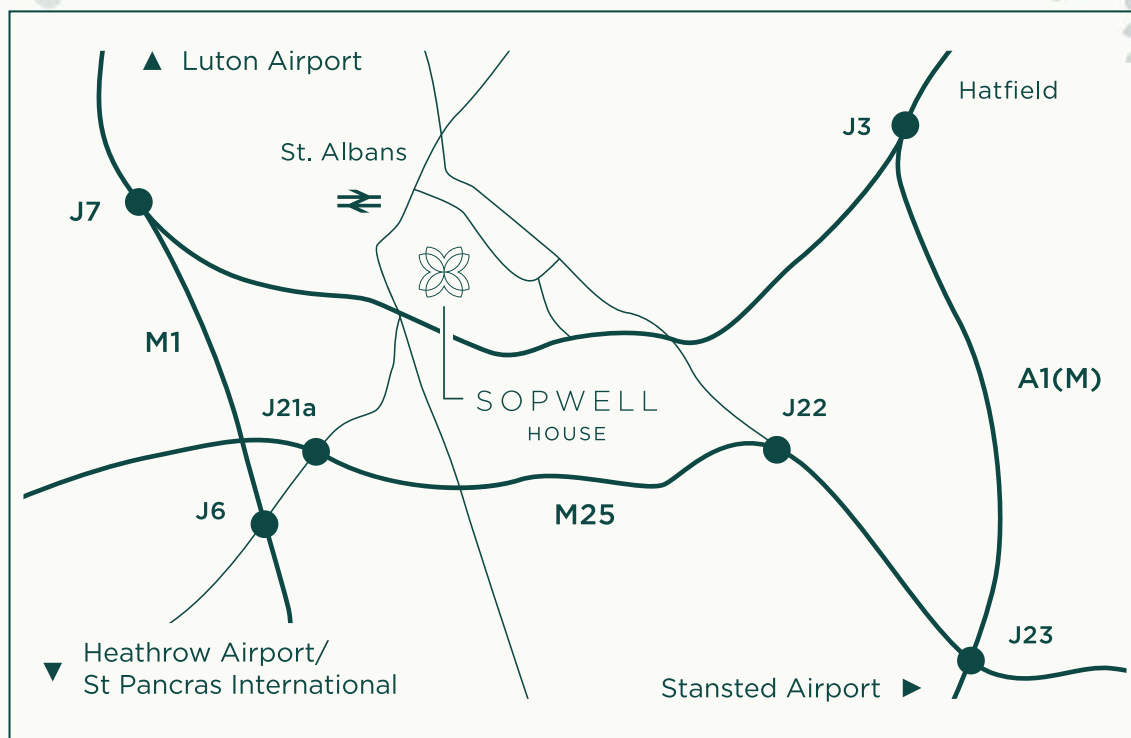 Luton Airport
Hatfield
J3
St. Albans
J7
M1
A1(M)
SOPWELL
HOUSE
J21a
J22
J6
M25
J23
Heathrow Airport/
St Pancras International
Stansted Airport